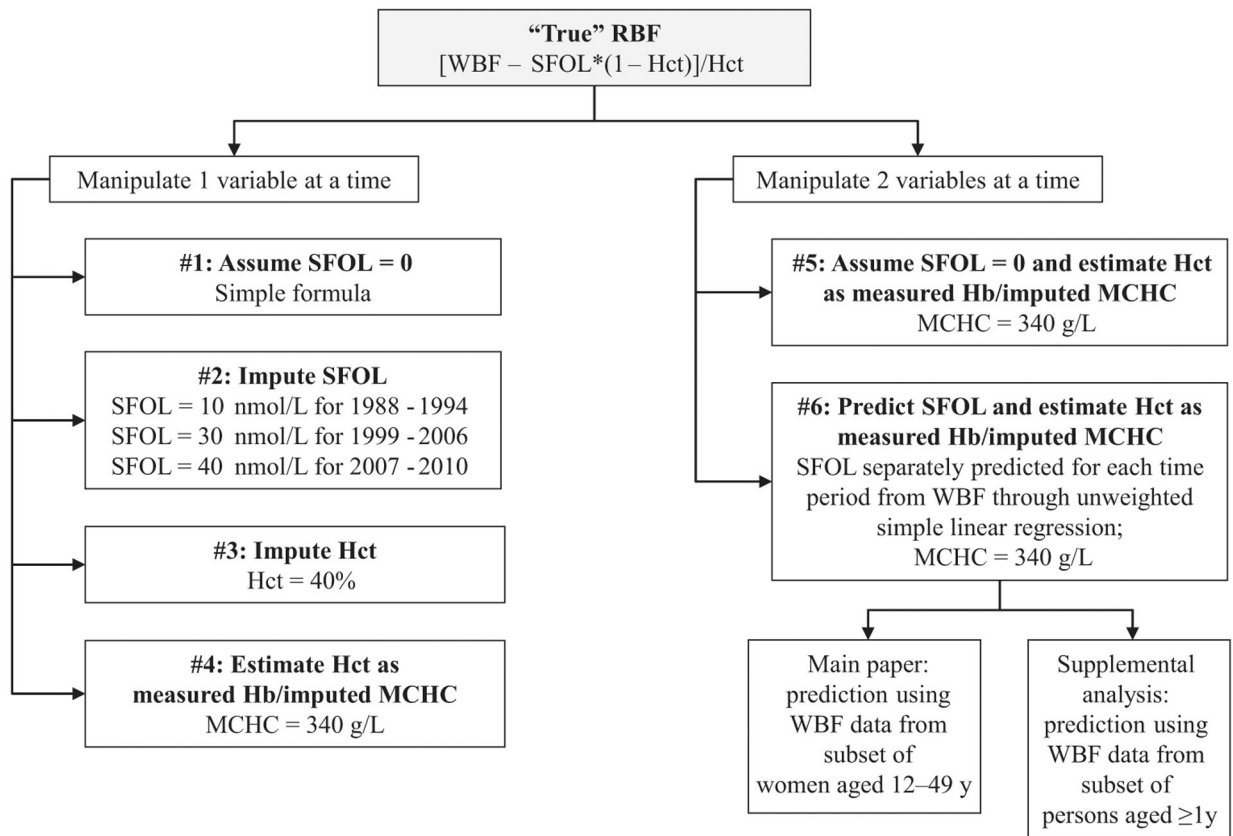 “True” RBF
[WBF – SFOL*(1 – Hct)]/Hct
Manipulate 1 variable at a time
#1: Assume SFOL = 0
Simple formula
#2: Impute SFOL
SFOL = 10 nmol/L for 1988 - 1994
SFOL = 30 nmol/L for 1999 - 2006
SFOL = 40 nmol/L for 2007 - 2010
#3: Impute Hct
Hct = 40%
#4: Estimate Hct as
measured Hb/imputed MCHC
MCHC = 340 g/L
Manipulate 2 variables at a time
#5: Assume SFOL = 0 and estimate Hct
as measured Hb/imputed MCHC
MCHC = 340 g/L
#6: Predict SFOL and estimate Hct as
measured Hb/imputed MCHC
SFOL separately predicted for each time
period from WBF through unweighted
simple linear regression;
MCHC = 340 g/L
Main paper:
prediction using
WBF data from
subset of
women aged 12–49 y
Supplemental
analysis:
prediction using
WBF data from
subset of
persons aged ≥1y